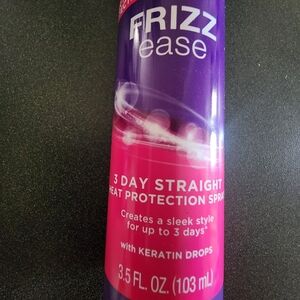 FRIZZ
ease
3 DAY STRAIGHT
HEAT PROTECTION SPRAY
Creates a sleek style
for up to 3 days*
with KERATIN DROPS
3.5 FL. OZ. (103 mL)